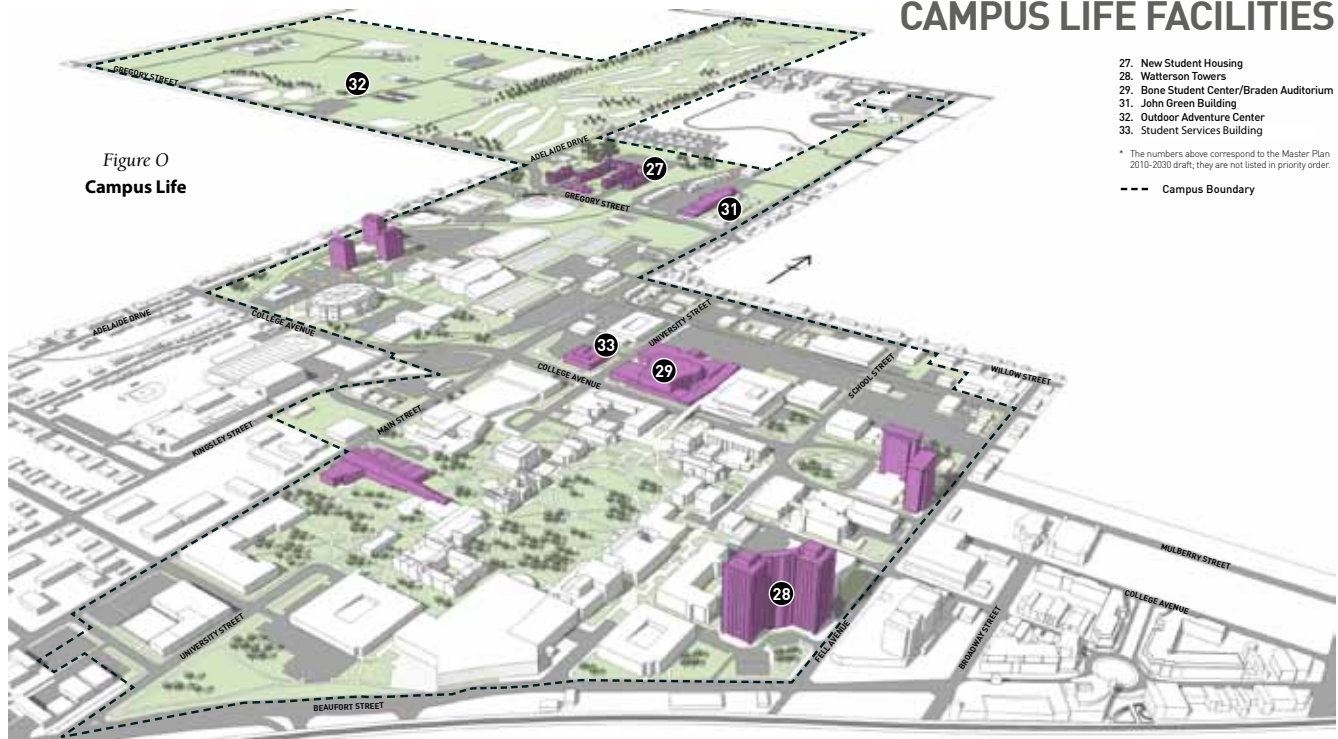 CAMPUS LIFE FACILITIES
27. New Student Housing
28. Watterson Towers
29. Bone Student Center/Braden Auditorium
31. John Green Building
32. Outdoor Adventure Center
33. Student Services Building
* The numbers above correspond to the Master Plan
2010-2030 draft; they are not listed in priority order.
Campus Boundary
Figure O
Campus Life
GREGORY STREET
32
ADELAIDE DRIVE
27
GREGORY STREET
31
ADELAIDE DRIVE
COLLEGE AVENUE
UNIVERSITY STREET
33
29
COLLEGE AVENUE
SCHOOL STREET
WILLOW STREET
MAIN STREET
KINGSLEY STREET
MULBERRY STREET
28
COLLEGE AVENUE
UNIVERSITY STREET
FELL AVENUE
BROADWAY STREET
BEAUFORT STREET